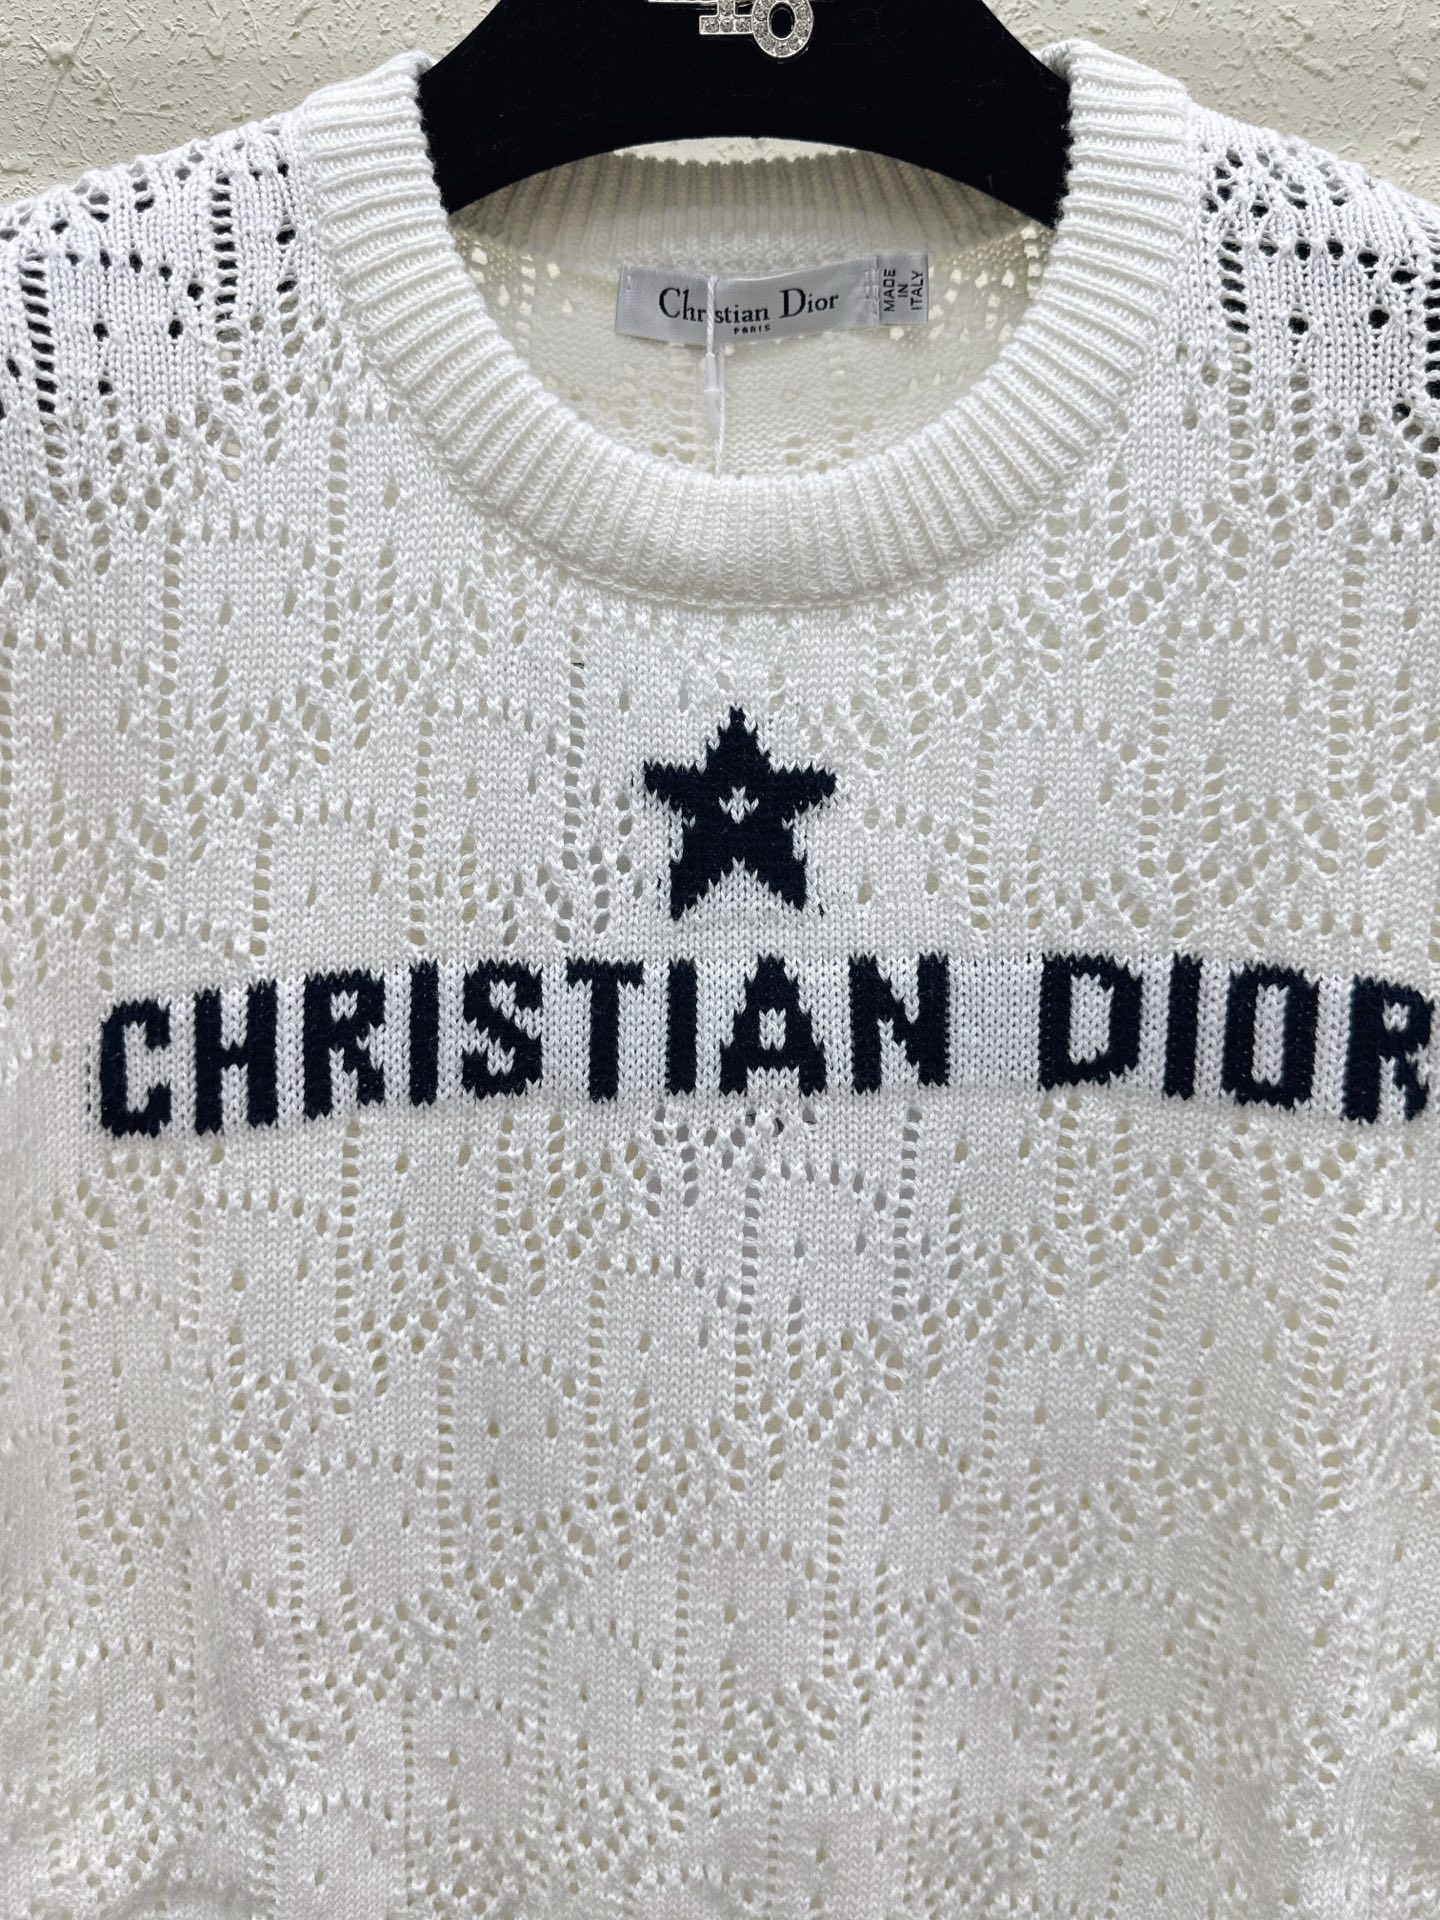 Christian Dior
PARIS
MADE
IN
ITALY
CHRISTIAN DIOR